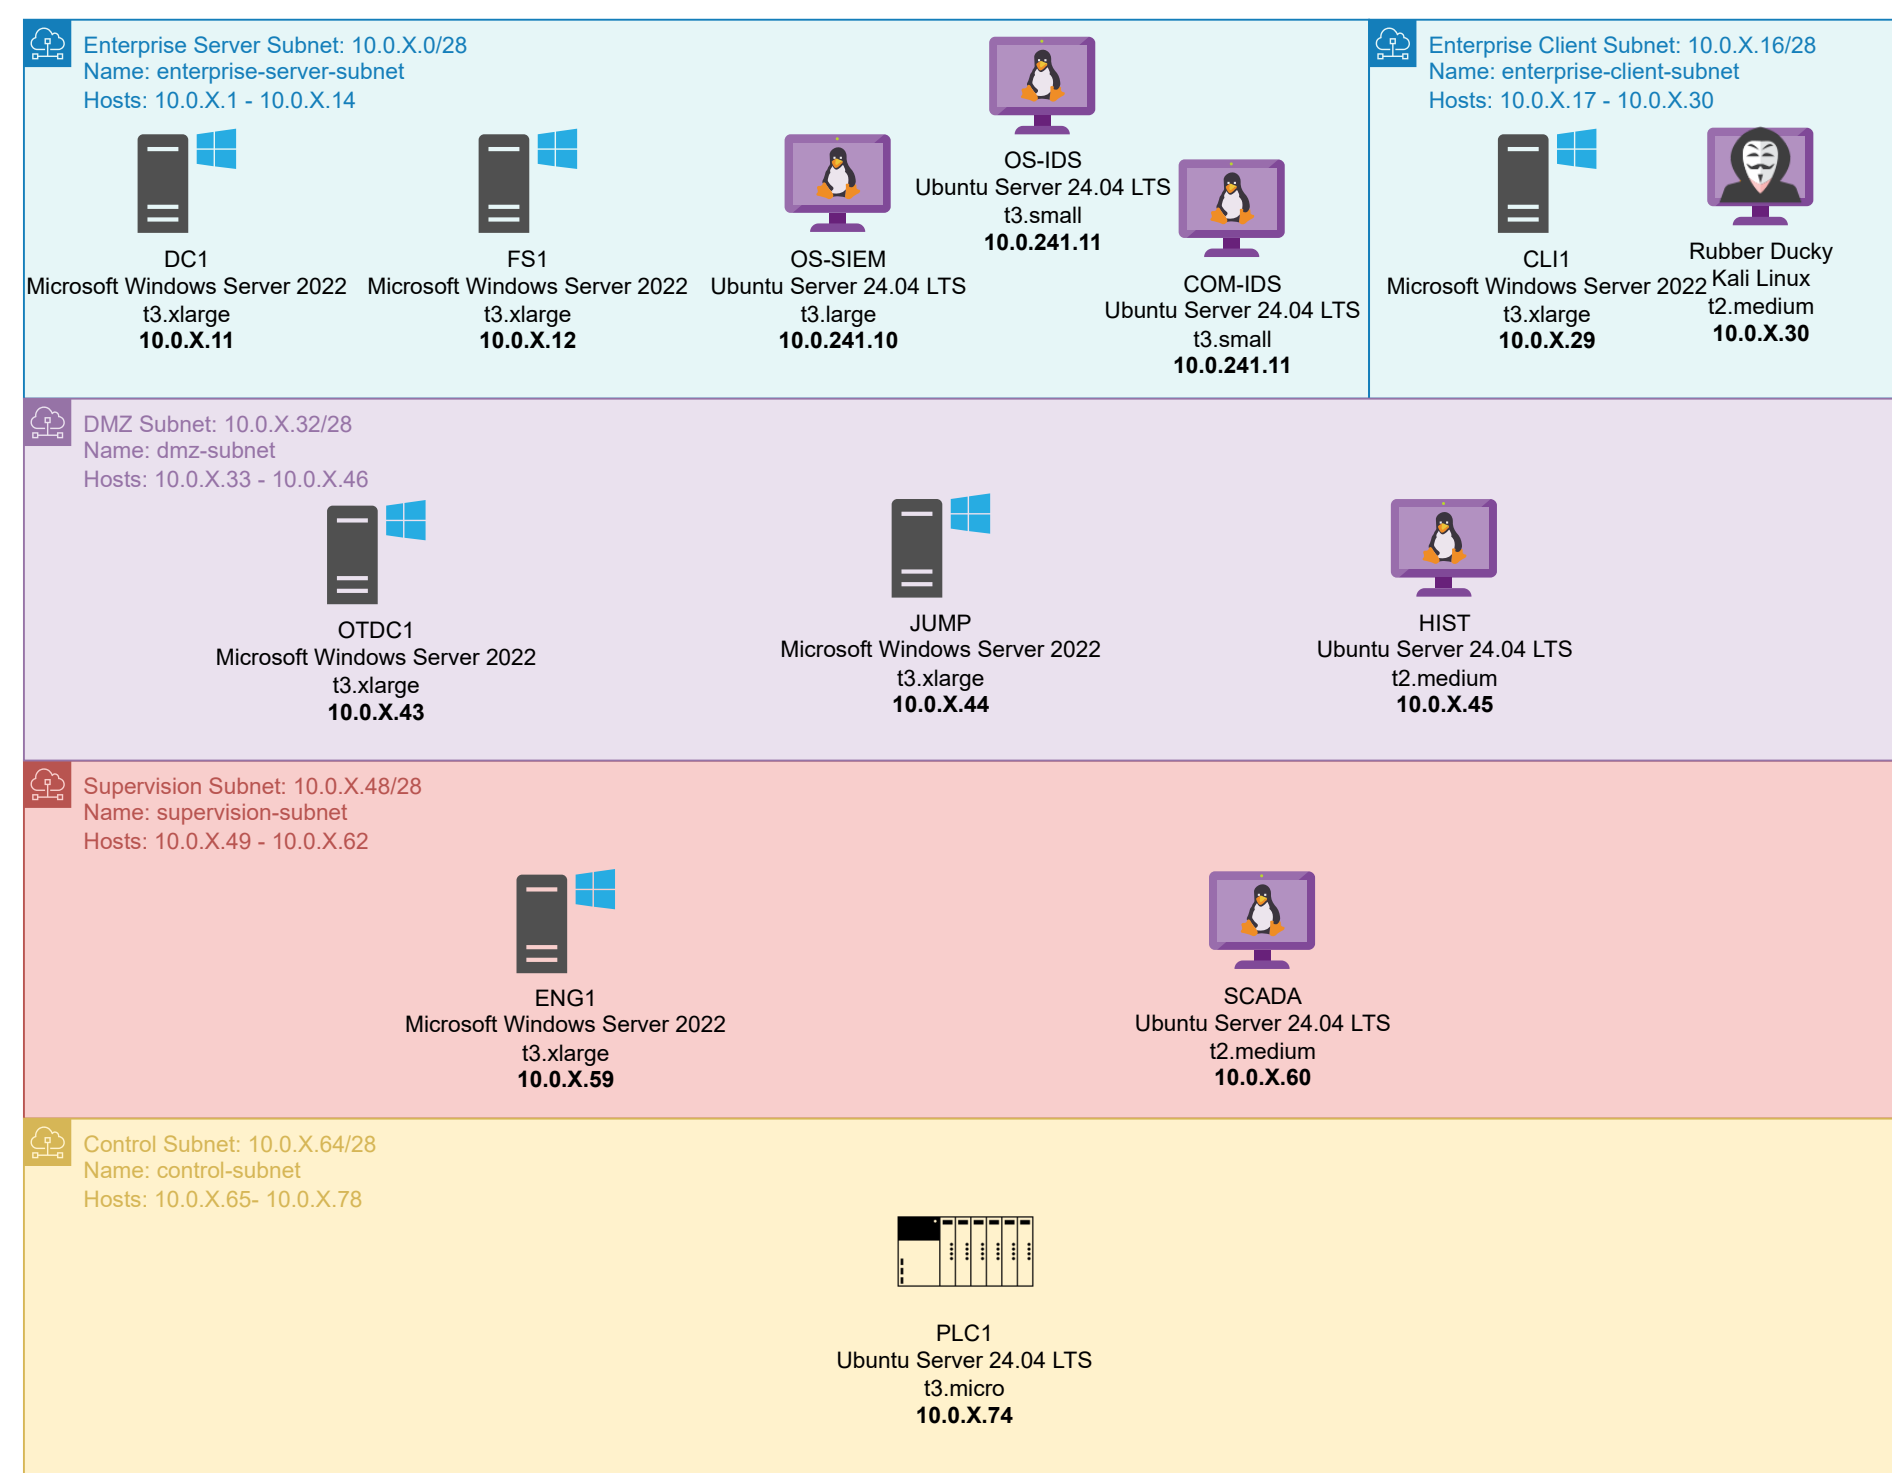 Enterprise Server Subnet: 10.0.X.0/28
Name: enterprise-server-subnet
Hosts: 10.0.X.1 - 10.0.X.14
DC1
Microsoft Windows Server 2022
t3.xlarge
10.0.X.11
FS1
Microsoft Windows Server 2022
t3.xlarge
10.0.X.12
OS-SIEM
Ubuntu Server 24.04 LTS
t3.large
10.0.241.10
OS-IDS
Ubuntu Server 24.04 LTS
t3.small
10.0.241.11
COM-IDS
Ubuntu Server 24.04 LTS
t3.small
10.0.241.11
Enterprise Client Subnet: 10.0.X.16/28
Name: enterprise-client-subnet
Hosts: 10.0.X.17 - 10.0.X.30
CLI1
Microsoft Windows Server 2022
t3.xlarge
10.0.X.29
Rubber Ducky
Kali Linux
t2.medium
10.0.X.30
DMZ Subnet: 10.0.X.32/28
Name: dmz-subnet
Hosts: 10.0.X.33 - 10.0.X.46
OTDC1
Microsoft Windows Server 2022
t3.xlarge
10.0.X.43
JUMP
Microsoft Windows Server 2022
t3.xlarge
10.0.X.44
HIST
Ubuntu Server 24.04 LTS
t2.medium
10.0.X.45
Supervision Subnet: 10.0.X.48/28
Name: supervision-subnet
Hosts: 10.0.X.49 - 10.0.X.62
ENG1
Microsoft Windows Server 2022
t3.xlarge
10.0.X.59
SCADA
Ubuntu Server 24.04 LTS
t2.medium
10.0.X.60
Control Subnet: 10.0.X.64/28
Name: control-subnet
Hosts: 10.0.X.65- 10.0.X.78
PLC1
Ubuntu Server 24.04 LTS
t3.micro
10.0.X.74